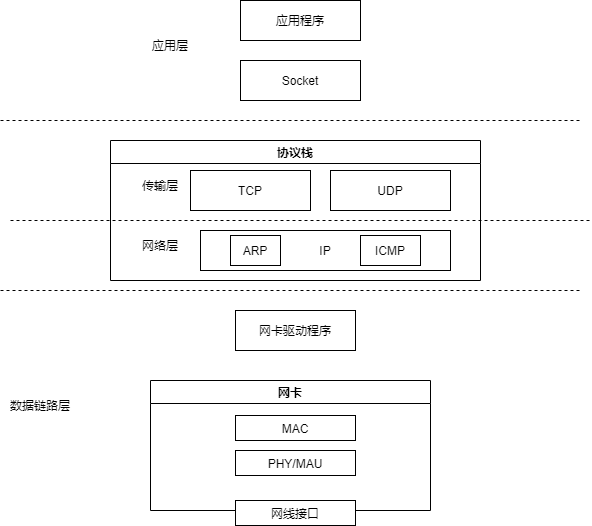 应用程序
应用层
Socket
协议栈
传输层
TCP
UDP
网络层
ARP
IP
ICMP
网卡驱动程序
数据链路层
网卡
MAC
PHY/MAU
网线接口